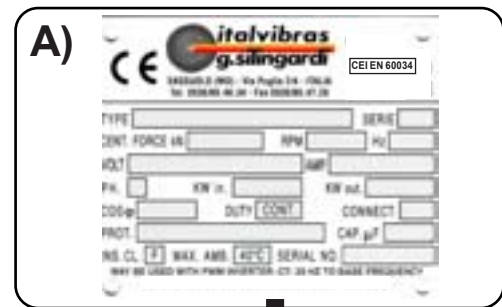 A)
italvibras
g.silingardi
CE
CEI EN 60034
SASSUOLO (MO) - Via Puglia - ITALIA
TYPE SERIE
CENT. FORCE kN RPM Hz
VOLT AMP
PH. KW in. KW out.
COSφ DUTY CONT. CONNECT
PROT. CAP. µF
INS.CL. F MAX. AMB. 40°C SERIAL NO.
MAY BE USED WITH PWM INVERTER-CT: 20 HZ TO BASE FREQUENCY